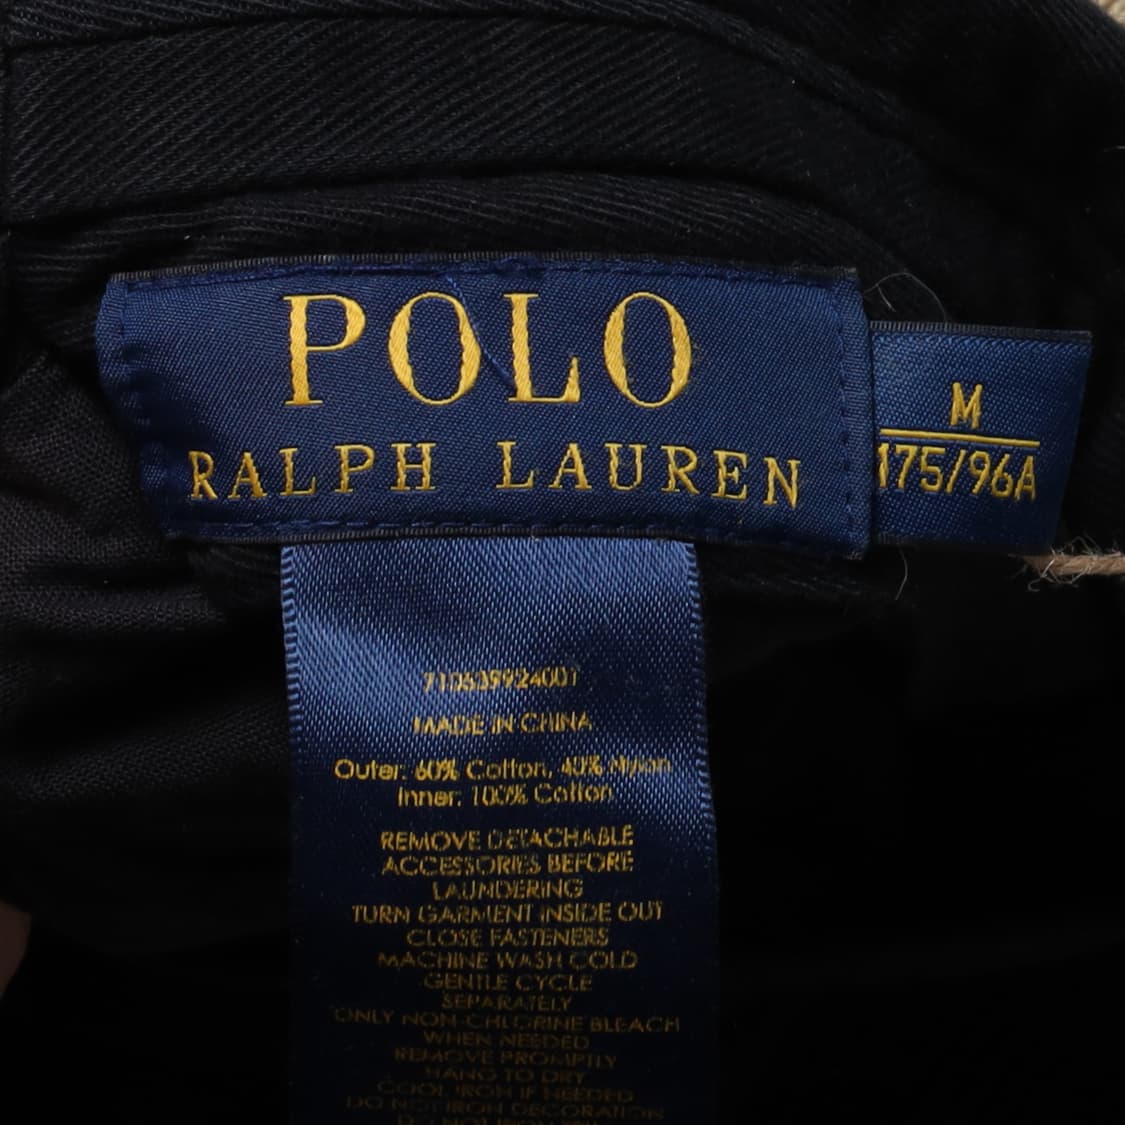 POLO
RALPH LAUREN
M
175/96A
710539924001
MADE IN CHINA
Outer: 60% Cotton, 40% Nylon
Inner: 100% Cotton
REMOVE DETACHABLE
ACCESSORIES BEFORE
LAUNDERING
TURN GARMENT INSIDE OUT
CLOSE FASTENERS
MACHINE WASH COLD
GENTLE CYCLE
SEPARATELY
ONLY NON-CHLORINE BLEACH
WHEN NEEDED
REMOVE PROMPTLY
HANG TO DRY
COOL IRON IF NEEDED
DO NOT IRON DECORATION